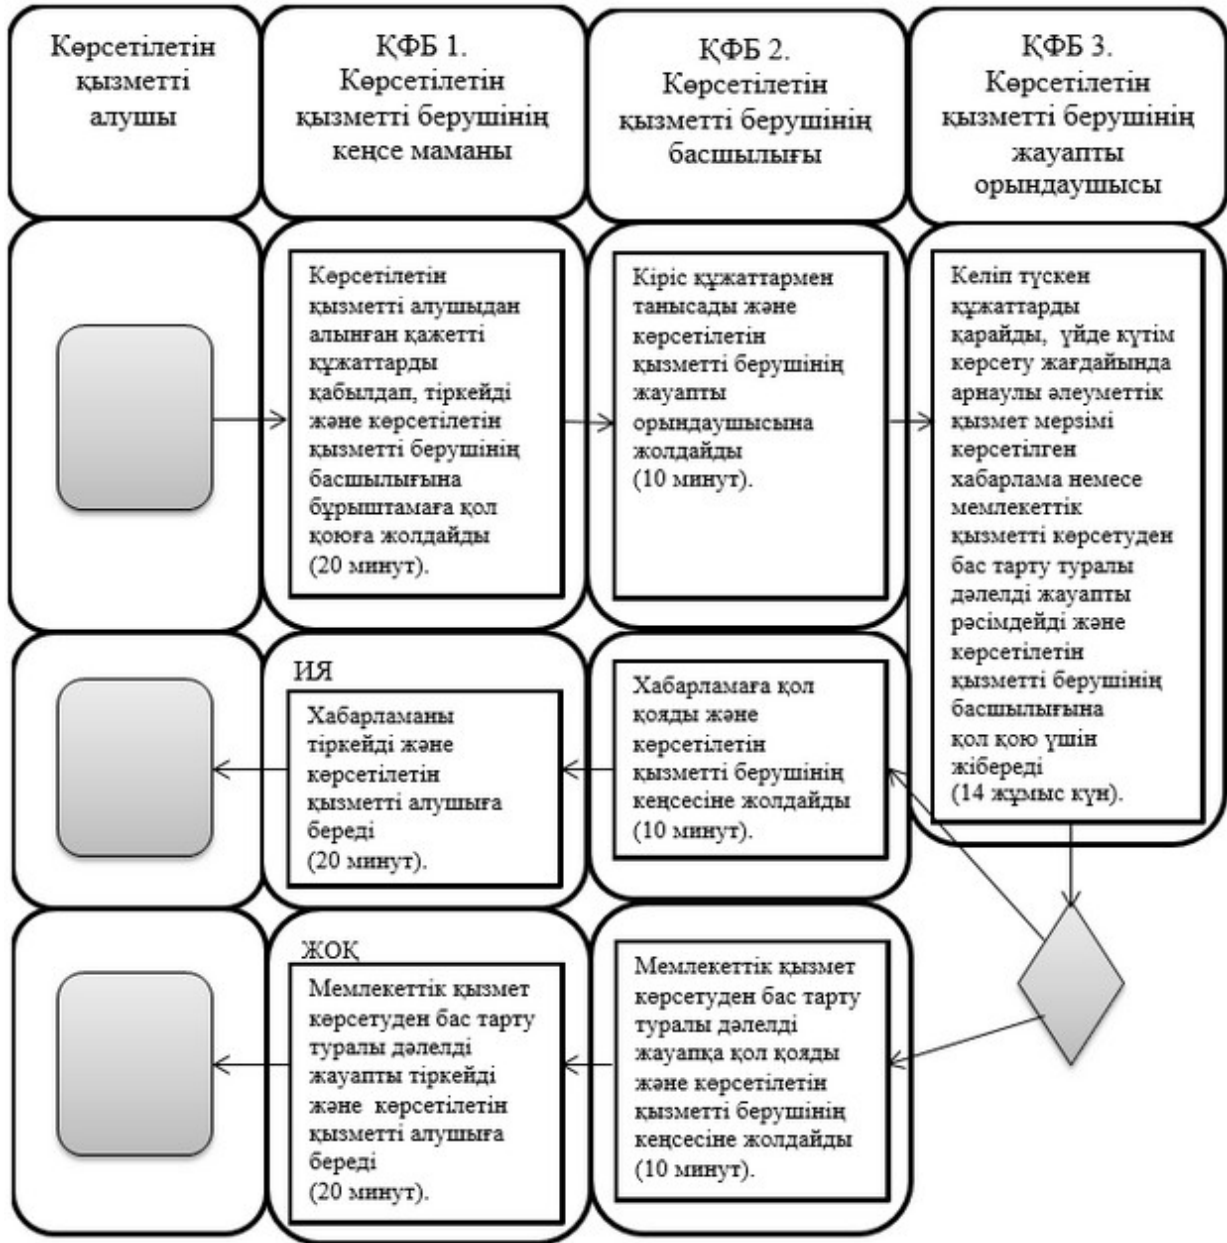 Көрсетілетін
қызметті
алушы
ҚФБ 1.
Көрсетілетін
қызметті берушінің
кеңсе маманы
ҚФБ 2.
Көрсетілетін
қызметті берушінің
басшылығы
ҚФБ 3.
Көрсетілетін
қызметті берушінің
жауапты
орындаушысы
Көрсетілетін
қызметті алушыдан
алынған қажетті
құжаттарды
қабылдап, тіркейді
және көрсетілетін
қызметті берушінің
басшылығына
бұрыштамаға қол
қоюға жолдайды
(20 минут).
Кіріс құжаттармен
танысады және
көрсетілетін
қызметті берушінің
жауапты
орындаушысына
жолдайды
(10 минут).
Келіп түскен
құжаттарды
қарайды, үйде күтім
көрсету жағдайында
арнаулы әлеуметтік
қызмет мерзімі
көрсетілген
хабарлама немесе
мемлекеттік
қызметті көрсетуден
бас тарту туралы
дәлелді жауапты
рәсімдейді және
көрсетілетін
қызметті берушінің
басшылығына
қол қою үшін
жібереді
(14 жұмыс күн).
ИЯ
Хабарламаны
тіркейді және
көрсетілетін
қызметті алушыға
береді
(20 минут).
Хабарламаға қол
қояды және
көрсетілетін
қызметті берушінің
кеңсесіне жолдайды
(10 минут).
ЖОҚ
Мемлекеттік қызмет
көрсетуден бас тарту
туралы дәлелді
жауапты тіркейді
және көрсетілетін
қызметті алушыға
береді
(20 минут).
Мемлекеттік қызмет
көрсетуден бас тарту
туралы дәлелді
жауапқа қол қояды
және көрсетілетін
қызметті берушінің
кеңсесіне жолдайды
(10 минут).